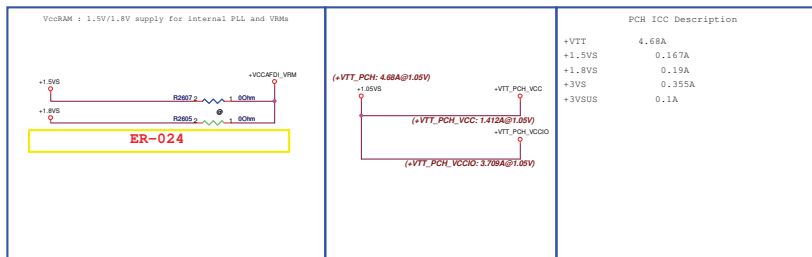 VccRAM : 1.5V/1.8V supply for internal PLL and VRMs
+VCCAFDI_VRM
+1.5VS
R2607 2 1 0Ohm
@
+1.8VS
R2605 2 1 0Ohm
ER-024
(+VTT_PCH: 4.68A@1.05V)
+1.05VS
+VTT_PCH_VCC
(+VTT_PCH_VCC: 1.412A@1.05V)
+VTT_PCH_VCCIO
(+VTT_PCH_VCCIO: 3.709A@1.05V)
PCH ICC Description
+VTT 4.68A
+1.5VS 0.167A
+1.8VS 0.19A
+3VS 0.355A
+3VSUS 0.1A